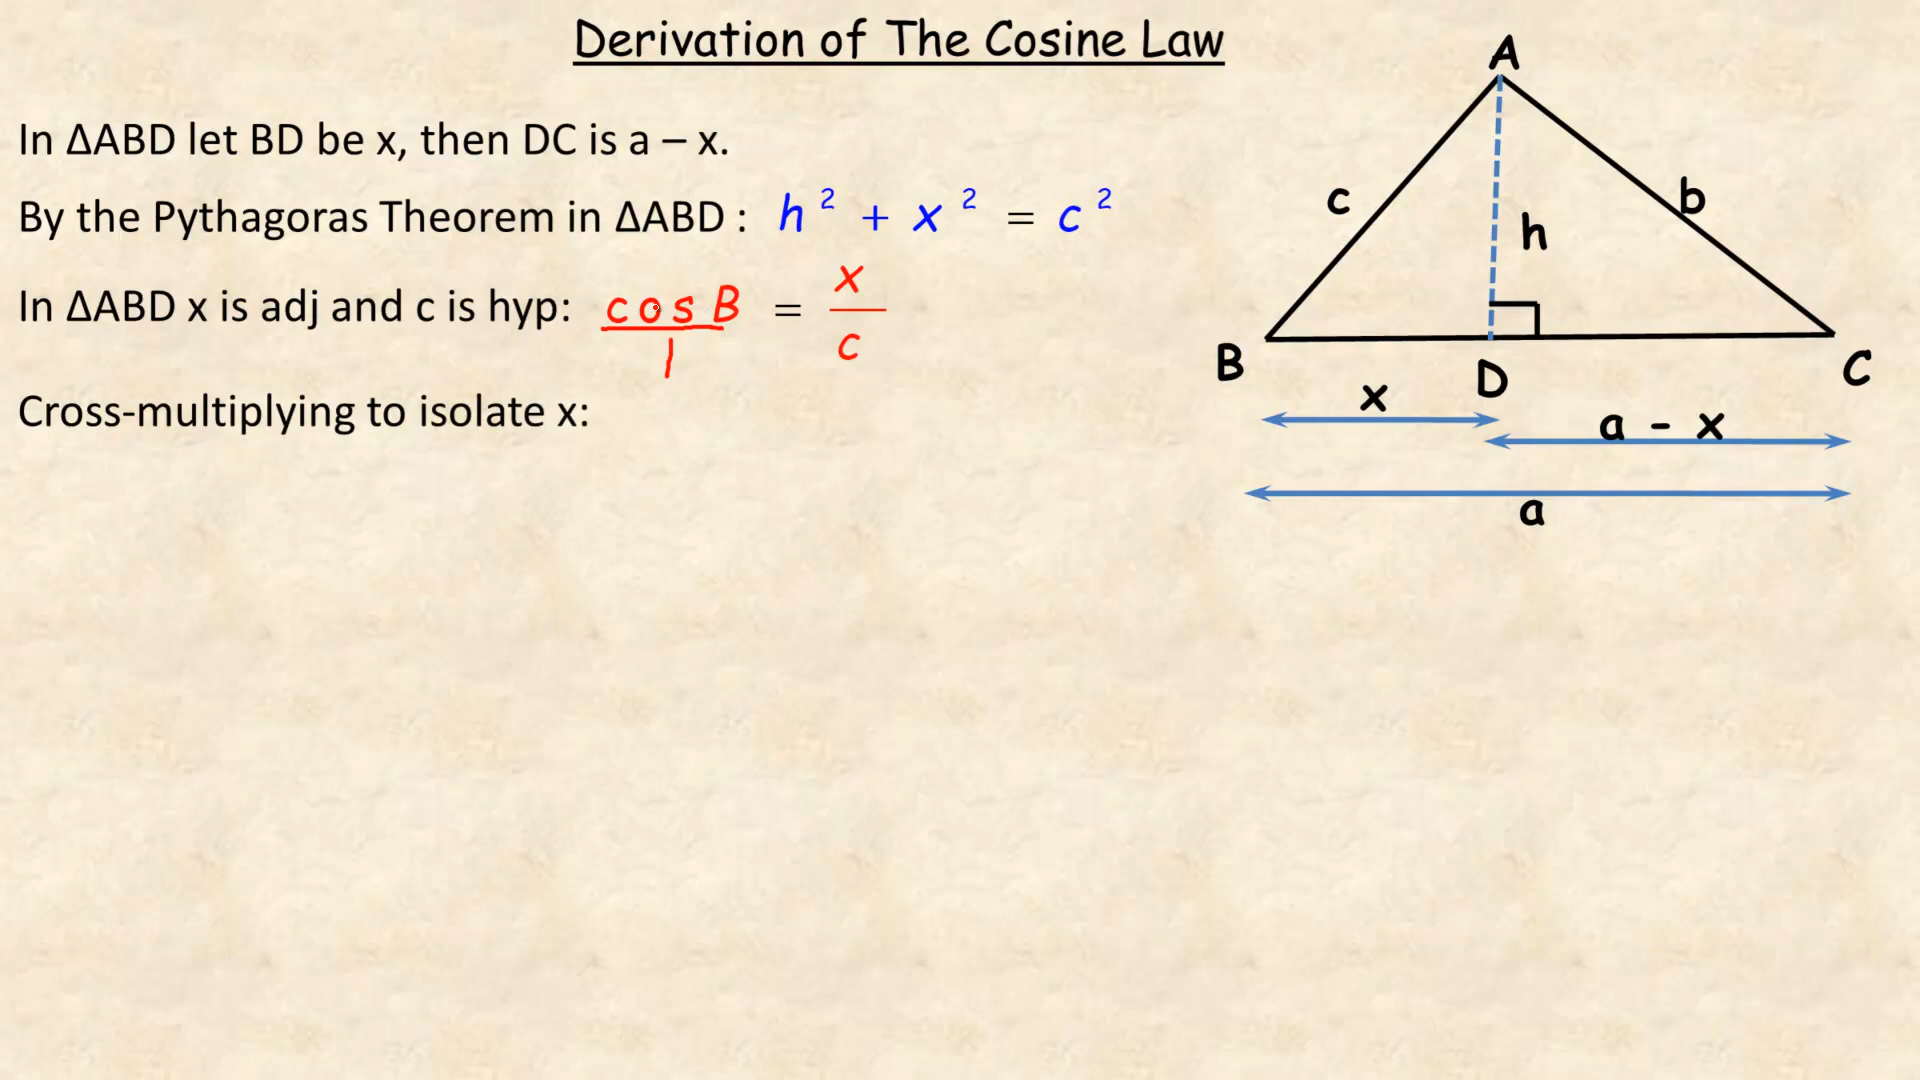 Derivation of The Cosine Law
In ΔABD let BD be x, then DC is a – x.
By the Pythagoras Theorem in ΔABD : h² + x² = c²
In ΔABD x is adj and c is hyp: cos B / 1 = x / c
Cross-multiplying to isolate x:
A
c
b
h
B
D
C
x
a - x
a